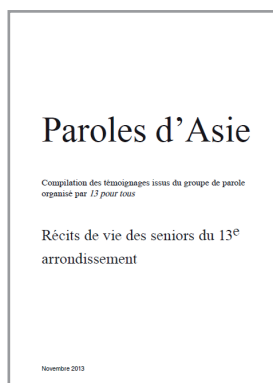 Paroles d'Asie
Compilation des témoignages issus du groupe de parole
organisé par 13 pour tous
Récits de vie des seniors du 13e
arrondissement
Novembre 2013